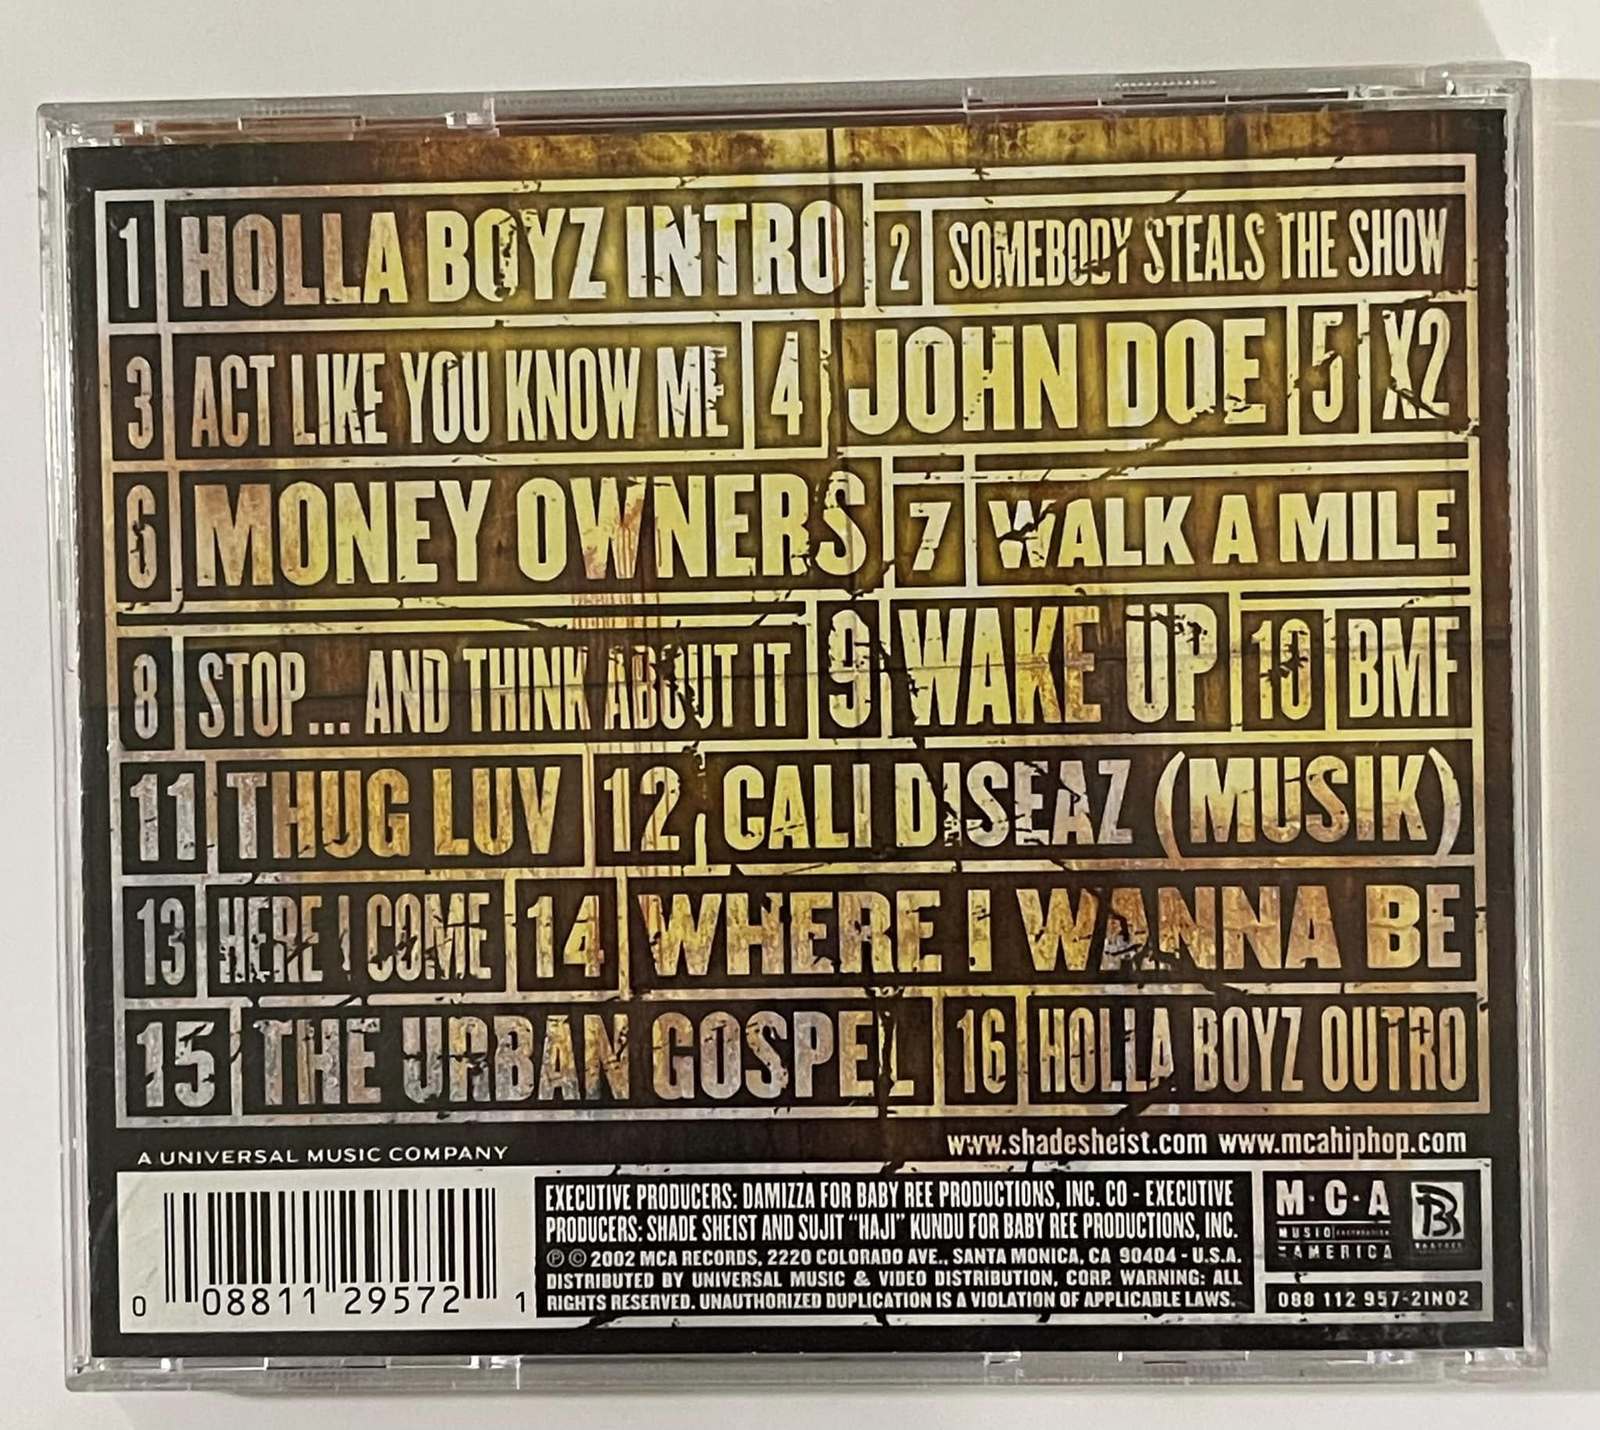 1 HOLLA BOYZ INTRO 2 SOMEBODY STEALS THE SHOW
3 ACT LIKE YOU KNOW ME 4 JOHN DOE 5 X2
6 MONEY OWNERS 7 WALK A MILE
8 STOP... AND THINK ABOUT IT 9 WAKE UP 10 BMF
11 THUG LUV 12 CALI DISEAZ (MUSIK)
13 HERE I COME 14 WHERE I WANNA BE
15 THE URBAN GOSPEL 16 HOLLA BOYZ OUTRO
A UNIVERSAL MUSIC COMPANY
www.shadesheist.com www.mcahiphop.com
0 08811 29572 1
EXECUTIVE PRODUCERS: DAMIZZA FOR BABY REE PRODUCTIONS, INC. CO - EXECUTIVE
PRODUCERS: SHADE SHEIST AND SUJIT "HAJI" KUNDU FOR BABY REE PRODUCTIONS, INC.
℗ © 2002 MCA RECORDS, 2220 COLORADO AVE., SANTA MONICA, CA 90404 - U.S.A.
DISTRIBUTED BY UNIVERSAL MUSIC & VIDEO DISTRIBUTION, CORP. WARNING: ALL
RIGHTS RESERVED. UNAUTHORIZED DUPLICATION IS A VIOLATION OF APPLICABLE LAWS.
M·C·A
MUSIC
AMERICA
B
088 112 957-2IN02